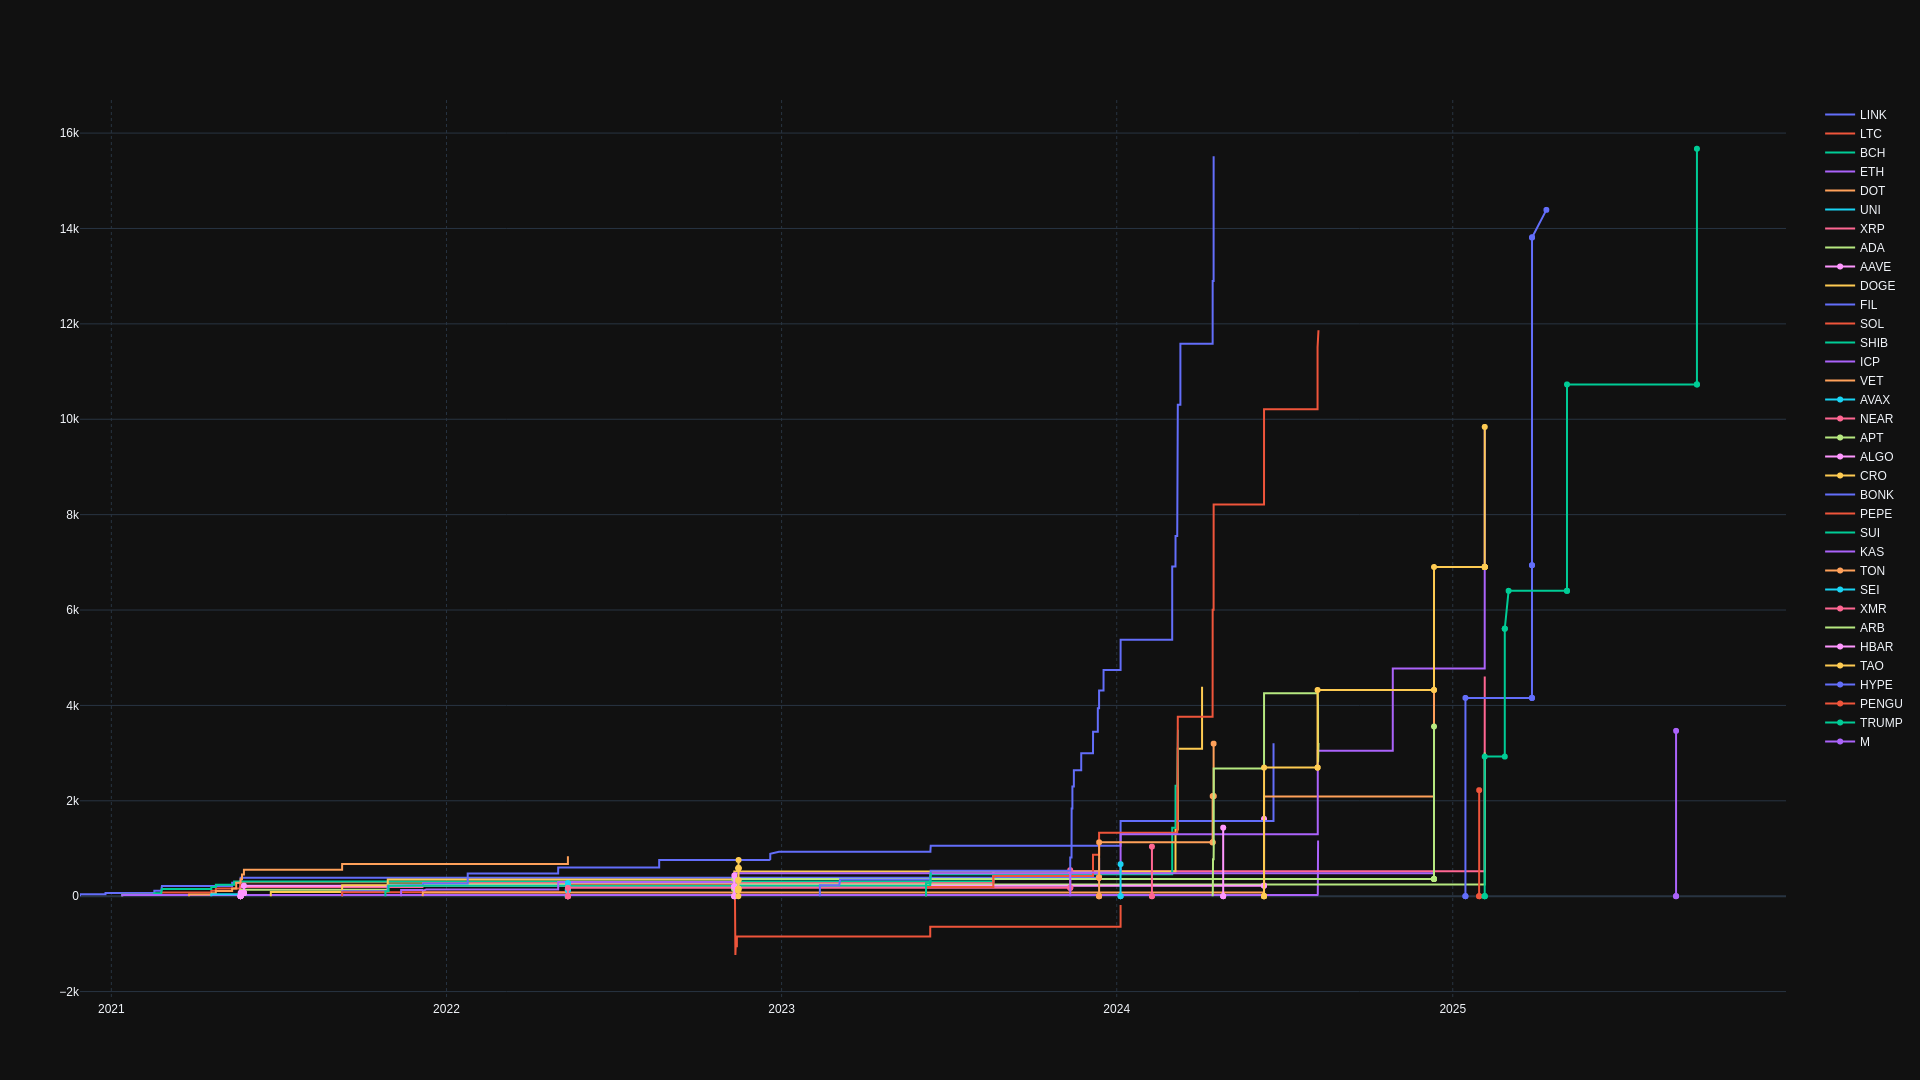 16k
14k
12k
10k
8k
6k
4k
2k
0
−2k
2021
2022
2023
2024
2025
LINK
LTC
BCH
ETH
DOT
UNI
XRP
ADA
AAVE
DOGE
FIL
SOL
SHIB
ICP
VET
AVAX
NEAR
APT
ALGO
CRO
BONK
PEPE
SUI
KAS
TON
SEI
XMR
ARB
HBAR
TAO
HYPE
PENGU
TRUMP
M